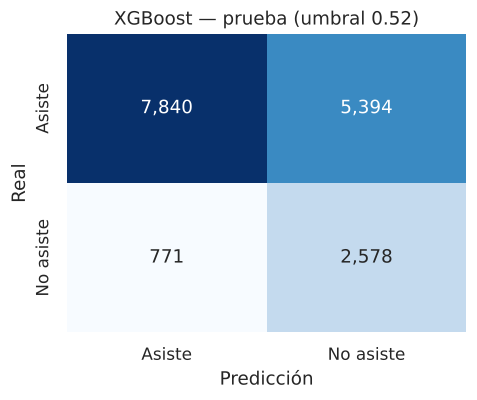 XGBoost — prueba (umbral 0.52)
Real
Asiste
7,840
5,394
No asiste
771
2,578
Asiste
No asiste
Predicción